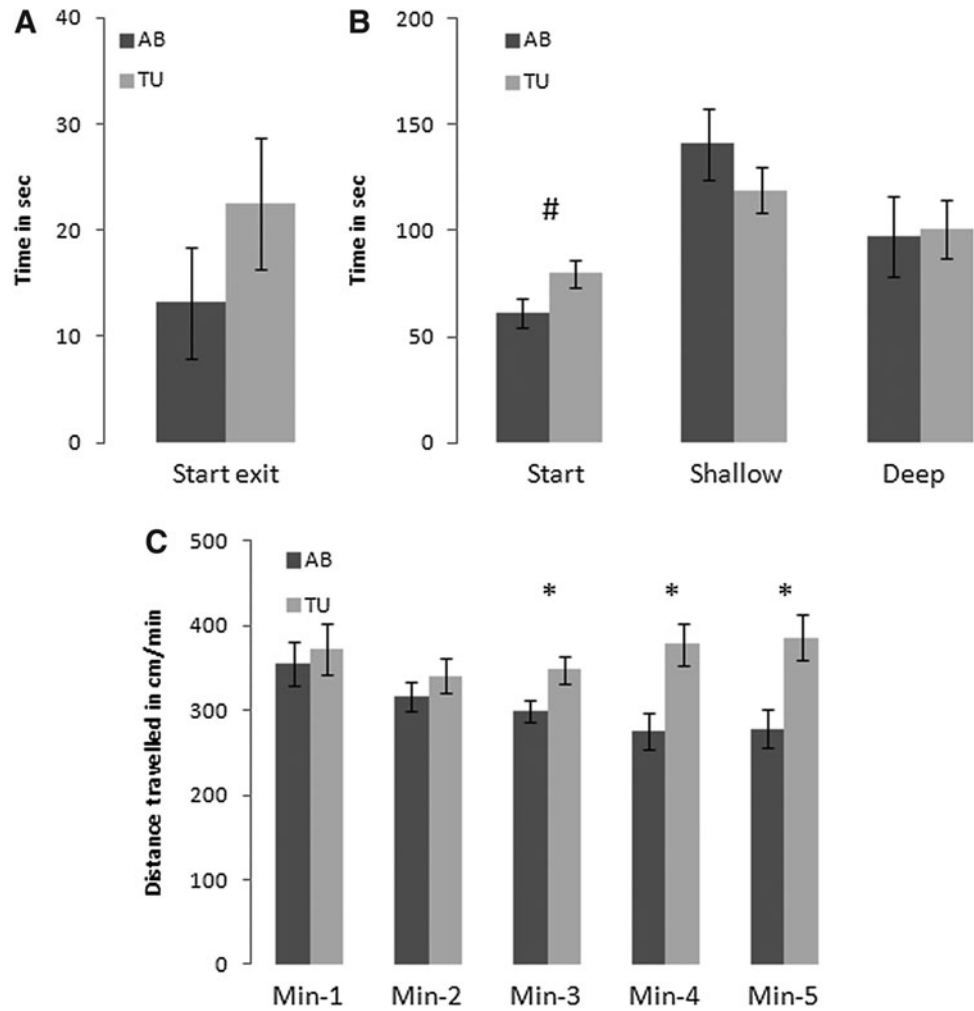 A
AB
TU
40
30
20
10
0
Time in sec
Start exit
B
AB
TU
200
150
100
50
0
Time in sec
#
Start Shallow Deep
C
AB
TU
500
400
300
200
100
0
Distance travelled in cm/min
* * *
Min-1 Min-2 Min-3 Min-4 Min-5